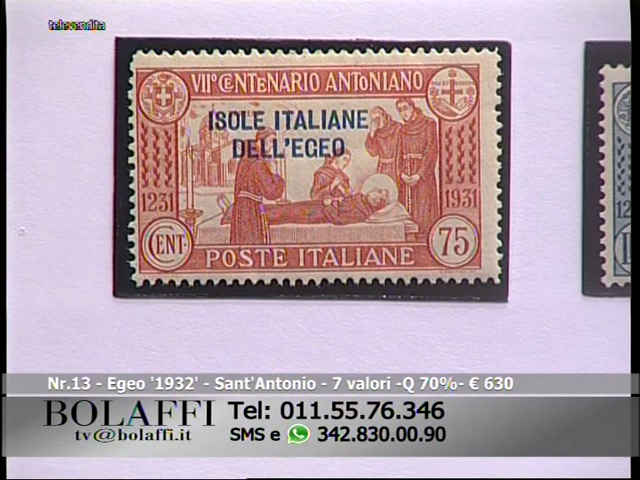 televendita
VIIº CENTENARIO ANTONIANO
ISOLE ITALIANE
DELL'EGEO
1231 1931
CENT. 75
POSTE ITALIANE
Nr.13 - Egeo '1932' - Sant'Antonio - 7 valori -Q 70%- € 630
BOLAFFI Tel: 011.55.76.346
tv@bolaffi.it SMS e 342.830.00.90